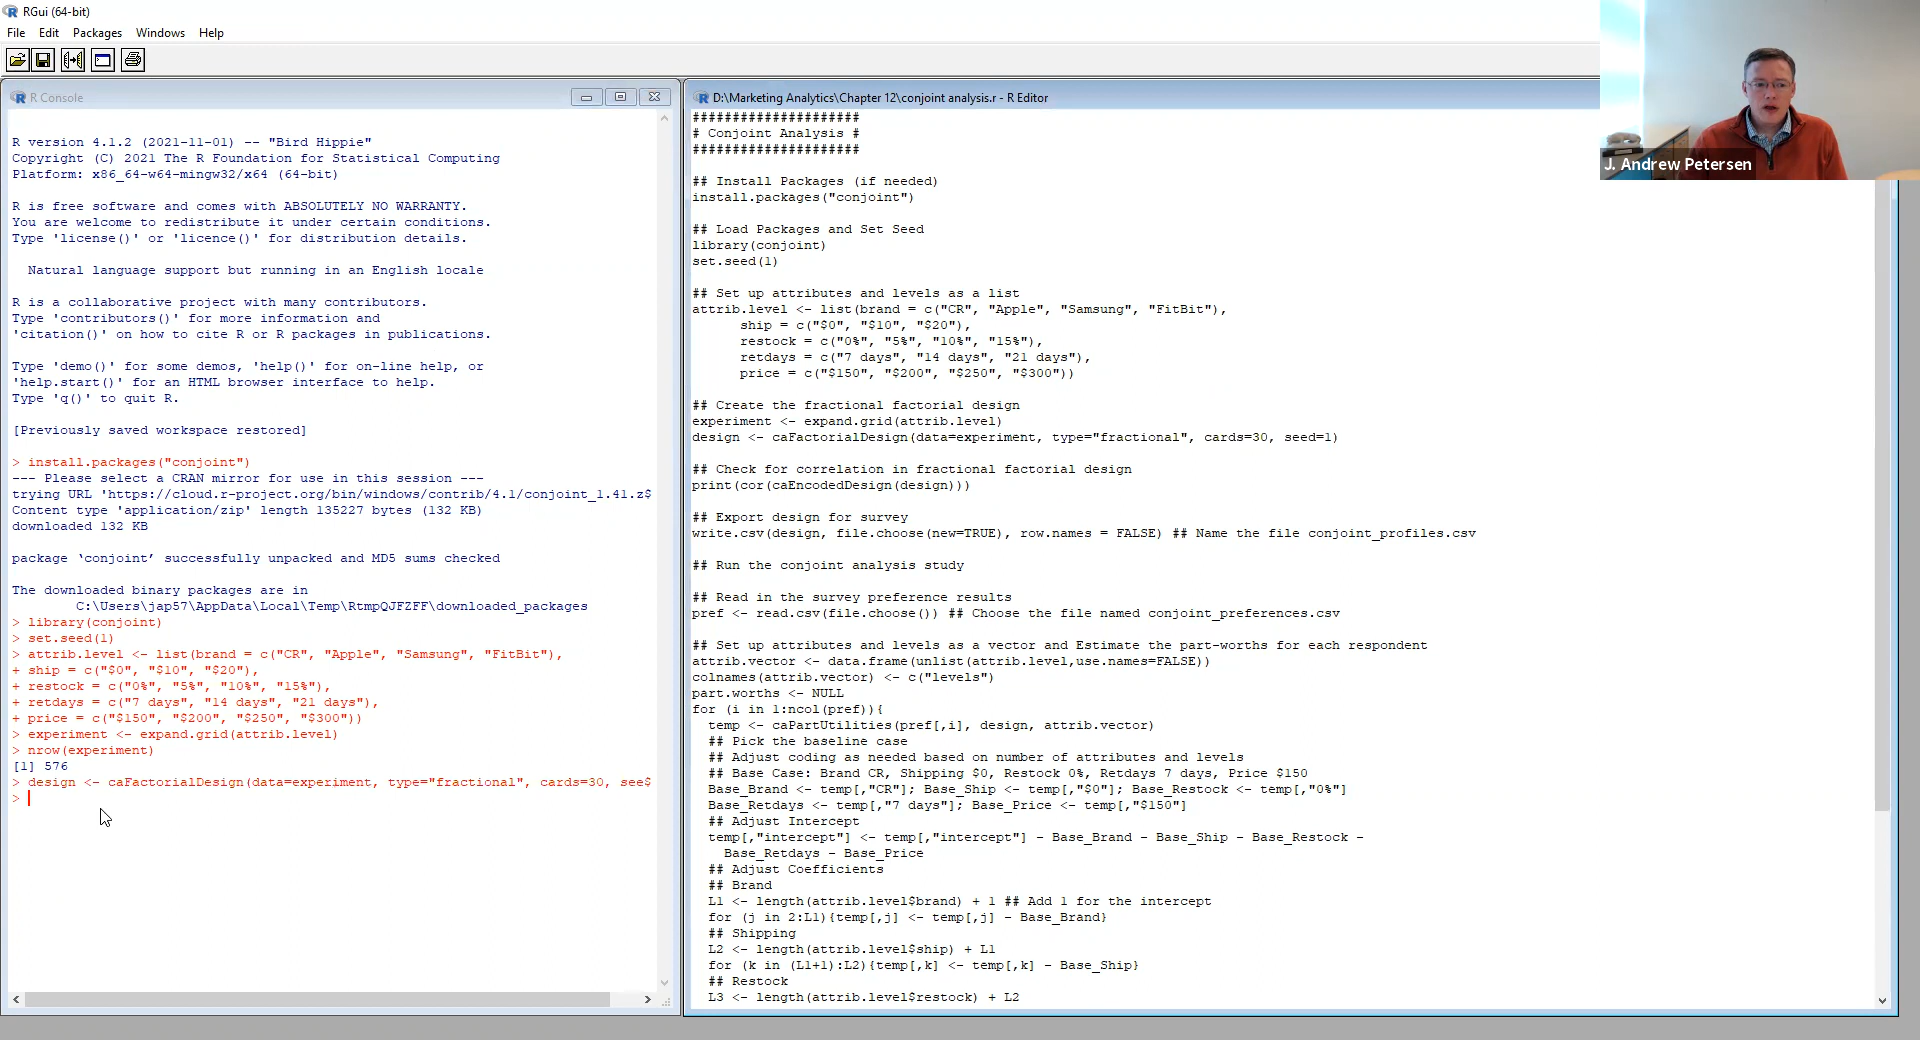 RGui (64-bit)
File Edit Packages Windows Help
R Console
R version 4.1.2 (2021-11-01) -- "Bird Hippie"
Copyright (C) 2021 The R Foundation for Statistical Computing
Platform: x86_64-w64-mingw32/x64 (64-bit)
R is free software and comes with ABSOLUTELY NO WARRANTY.
You are welcome to redistribute it under certain conditions.
Type 'license()' or 'licence()' for distribution details.
Natural language support but running in an English locale
R is a collaborative project with many contributors.
Type 'contributors()' for more information and
'citation()' on how to cite R or R packages in publications.
Type 'demo()' for some demos, 'help()' for on-line help, or
'help.start()' for an HTML browser interface to help.
Type 'q()' to quit R.
[Previously saved workspace restored]
> install.packages("conjoint")
--- Please select a CRAN mirror for use in this session ---
trying URL 'https://cloud.r-project.org/bin/windows/contrib/4.1/conjoint_1.41.z$
Content type 'application/zip' length 135227 bytes (132 KB)
downloaded 132 KB
package ‘conjoint’ successfully unpacked and MD5 sums checked
The downloaded binary packages are in
C:\Users\jap57\AppData\Local\Temp\RtmpQJFZFF\downloaded_packages
> library(conjoint)
> set.seed(1)
> attrib.level <- list(brand = c("CR", "Apple", "Samsung", "FitBit"),
+ ship = c("$0", "$10", "$20"),
+ restock = c("0%", "5%", "10%", "15%"),
+ retdays = c("7 days", "14 days", "21 days"),
+ price = c("$150", "$200", "$250", "$300"))
> experiment <- expand.grid(attrib.level)
> nrow(experiment)
[1] 576
> design <- caFactorialDesign(data=experiment, type="fractional", cards=30, see$
>
D:\Marketing Analytics\Chapter 12\conjoint analysis.r - R Editor
#####################
# Conjoint Analysis #
#####################
## Install Packages (if needed)
install.packages("conjoint")
## Load Packages and Set Seed
library(conjoint)
set.seed(1)
## Set up attributes and levels as a list
attrib.level <- list(brand = c("CR", "Apple", "Samsung", "FitBit"),
ship = c("$0", "$10", "$20"),
restock = c("0%", "5%", "10%", "15%"),
retdays = c("7 days", "14 days", "21 days"),
price = c("$150", "$200", "$250", "$300"))
## Create the fractional factorial design
experiment <- expand.grid(attrib.level)
design <- caFactorialDesign(data=experiment, type="fractional", cards=30, seed=1)
## Check for correlation in fractional factorial design
print(cor(caEncodedDesign(design)))
## Export design for survey
write.csv(design, file.choose(new=TRUE), row.names = FALSE) ## Name the file conjoint_profiles.csv
## Run the conjoint analysis study
## Read in the survey preference results
pref <- read.csv(file.choose()) ## Choose the file named conjoint_preferences.csv
## Set up attributes and levels as a vector and Estimate the part-worths for each respondent
attrib.vector <- data.frame(unlist(attrib.level,use.names=FALSE))
colnames(attrib.vector) <- c("levels")
part.worths <- NULL
for (i in 1:ncol(pref)){
temp <- caPartUtilities(pref[,i], design, attrib.vector)
## Pick the baseline case
## Adjust coding as needed based on number of attributes and levels
## Base Case: Brand CR, Shipping $0, Restock 0%, Retdays 7 days, Price $150
Base_Brand <- temp[,"CR"]; Base_Ship <- temp[,"$0"]; Base_Restock <- temp[,"0%"]
Base_Retdays <- temp[,"7 days"]; Base_Price <- temp[,"$150"]
## Adjust Intercept
temp[,"intercept"] <- temp[,"intercept"] - Base_Brand - Base_Ship - Base_Restock -
Base_Retdays - Base_Price
## Adjust Coefficients
## Brand
L1 <- length(attrib.level$brand) + 1 ## Add 1 for the intercept
for (j in 2:L1){temp[,j] <- temp[,j] - Base_Brand}
## Shipping
L2 <- length(attrib.level$ship) + L1
for (k in (L1+1):L2){temp[,k] <- temp[,k] - Base_Ship}
## Restock
L3 <- length(attrib.level$restock) + L2
J. Andrew Petersen